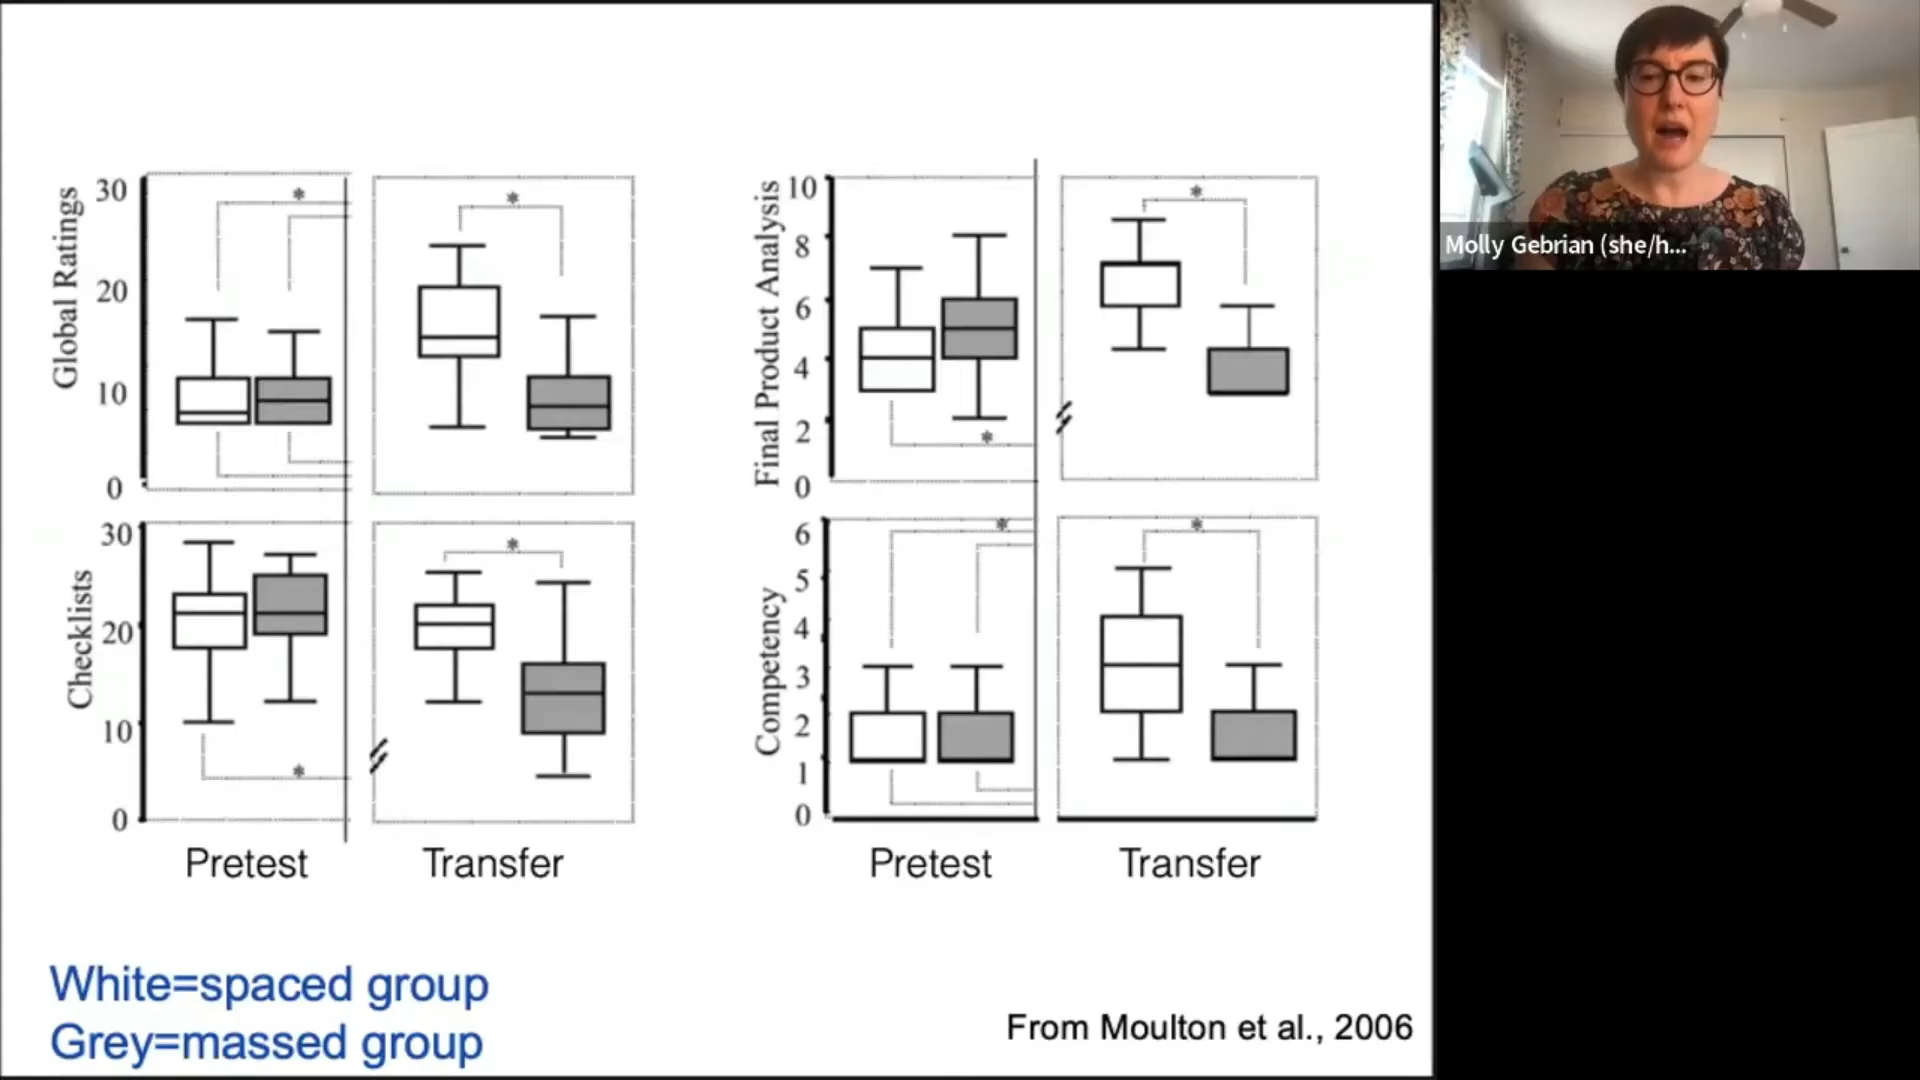 Global Ratings
30
20
10
0
*
*
Final Product Analysis
10
8
6
4
2
0
*
*
Checklists
30
20
10
0
*
*
Competency
6
5
4
3
2
1
0
*
*
Pretest
Transfer
Pretest
Transfer
White=spaced group
Grey=massed group
From Moulton et al., 2006
Molly Gebrian (she/h...